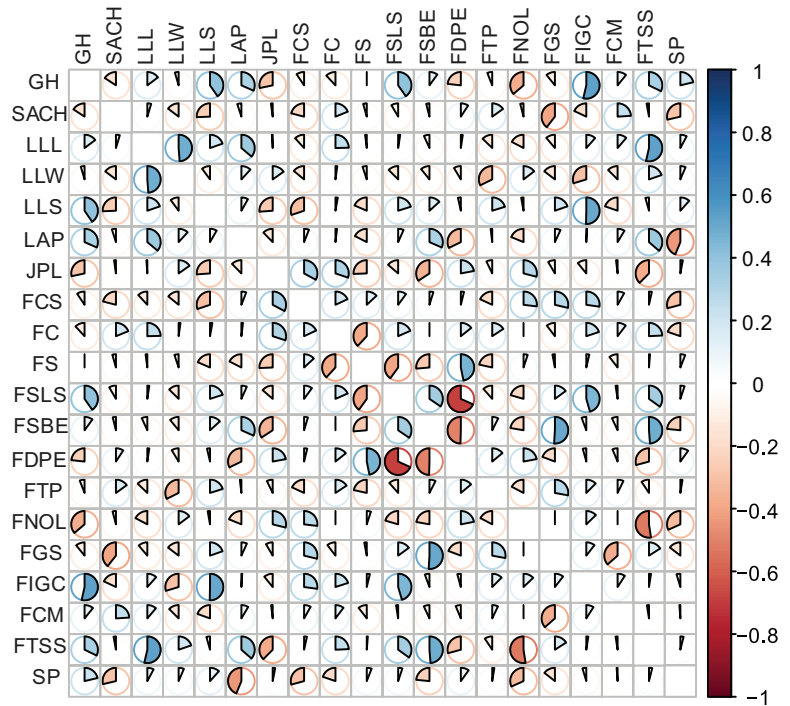 GH SACH LLL LLW LLS LAP JPL FCS FC FS FSLS FSBE FDPE FTP FNOL FGS FIGC FCM FTSS SP
GH
SACH
LLL
LLW
LLS
LAP
JPL
FCS
FC
FS
FSLS
FSBE
FDPE
FTP
FNOL
FGS
FIGC
FCM
FTSS
SP
1
0.8
0.6
0.4
0.2
0
−0.2
−0.4
−0.6
−0.8
−1